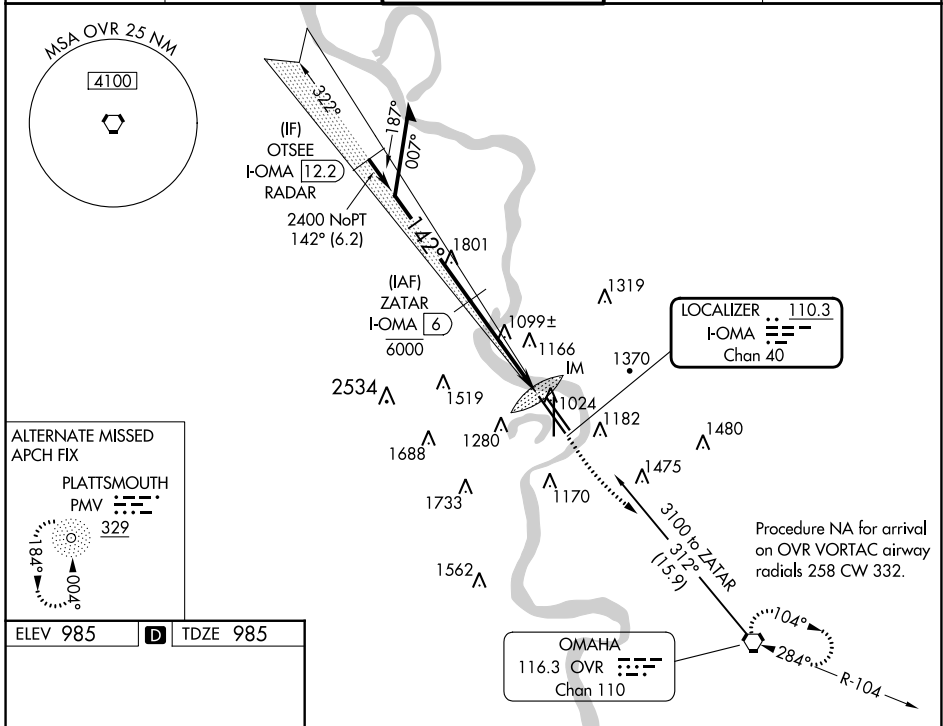 MSA OVR 25 NM
4100
322°
187°
007°
(IF)
OTSEE
I-OMA 12.2
RADAR
2400 NoPT
142° (6.2)
142°
1801
(IAF)
ZATAR
I-OMA 6
6000
1319
1099±
1166
IM
1370
LOCALIZER 110.3
I-OMA
Chan 40
2534
1519
1024
1280
1182
1688
1480
1475
1733
1170
1562
3100 to ZATAR
312°
(15.9)
Procedure NA for arrival
on OVR VORTAC airway
radials 258 CW 332.
ALTERNATE MISSED
APCH FIX
PLATTSMOUTH
PMV
329
184°
004°
ELEV 985
D
TDZE 985
OMAHA
116.3 OVR
Chan 110
104°
284°
R-104